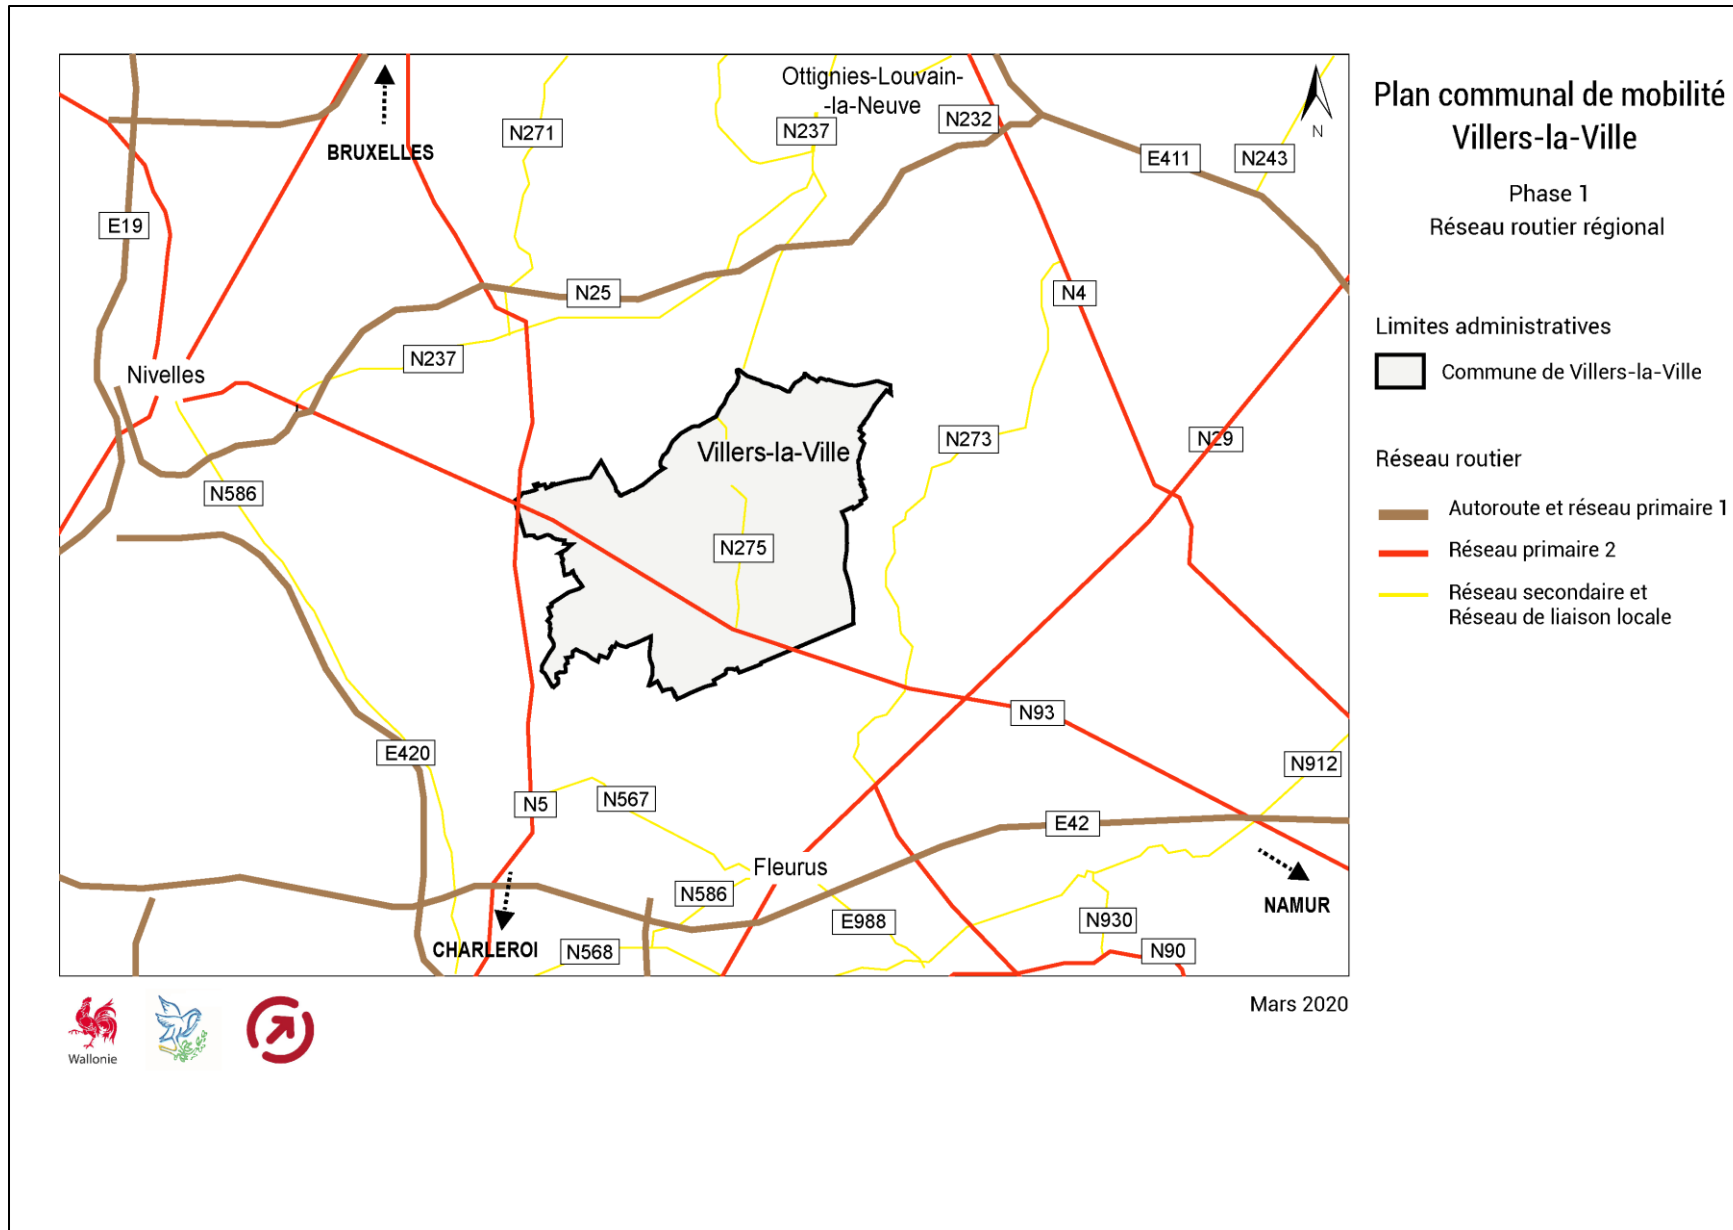 Plan communal de mobilité
Villers-la-Ville
Phase 1
Réseau routier régional
Limites administratives
Commune de Villers-la-Ville
Réseau routier
Autoroute et réseau primaire 1
Réseau primaire 2
Réseau secondaire et
Réseau de liaison locale
Ottignies-Louvain-
-la-Neuve
N
N271
N237
N232
BRUXELLES
E411
N243
E19
N25
N4
N237
Nivelles
N273
N29
Villers-la-Ville
N586
N275
N93
E420
N912
N5
N567
E42
Fleurus
N586
NAMUR
E988
N930
CHARLEROI
N568
N90
Mars 2020
Wallonie